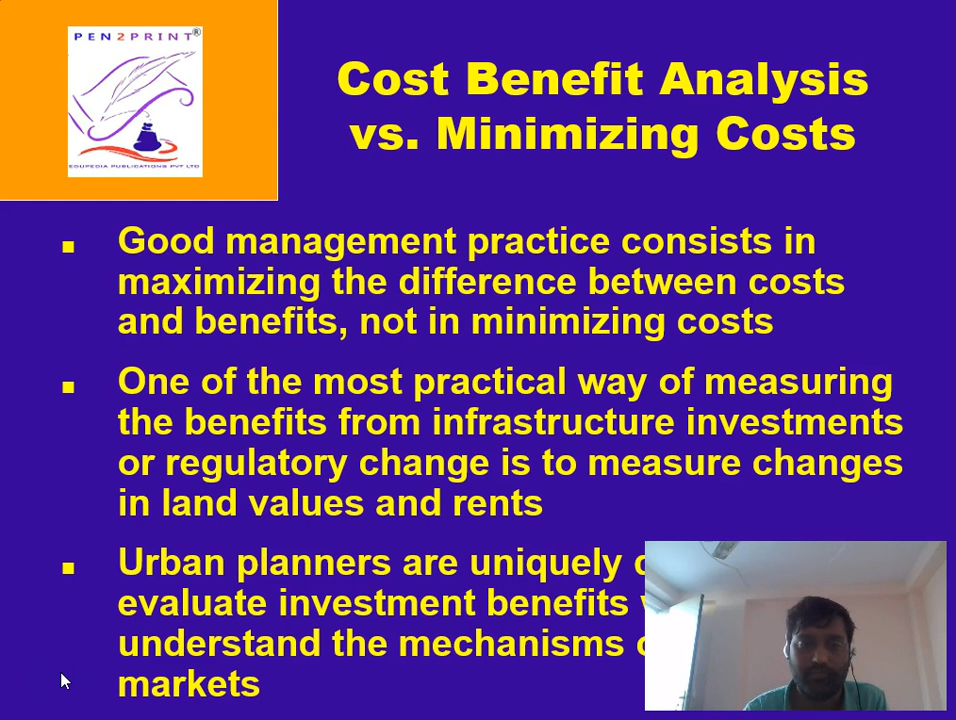 PEN2PRINT®
EDUPEDIA PUBLICATIONS PVT LTD
Cost Benefit Analysis
vs. Minimizing Costs
Good management practice consists in
maximizing the difference between costs
and benefits, not in minimizing costs
One of the most practical way of measuring
the benefits from infrastructure investments
or regulatory change is to measure changes
in land values and rents
Urban planners are uniquely
evaluate investment benefits
understand the mechanisms
markets